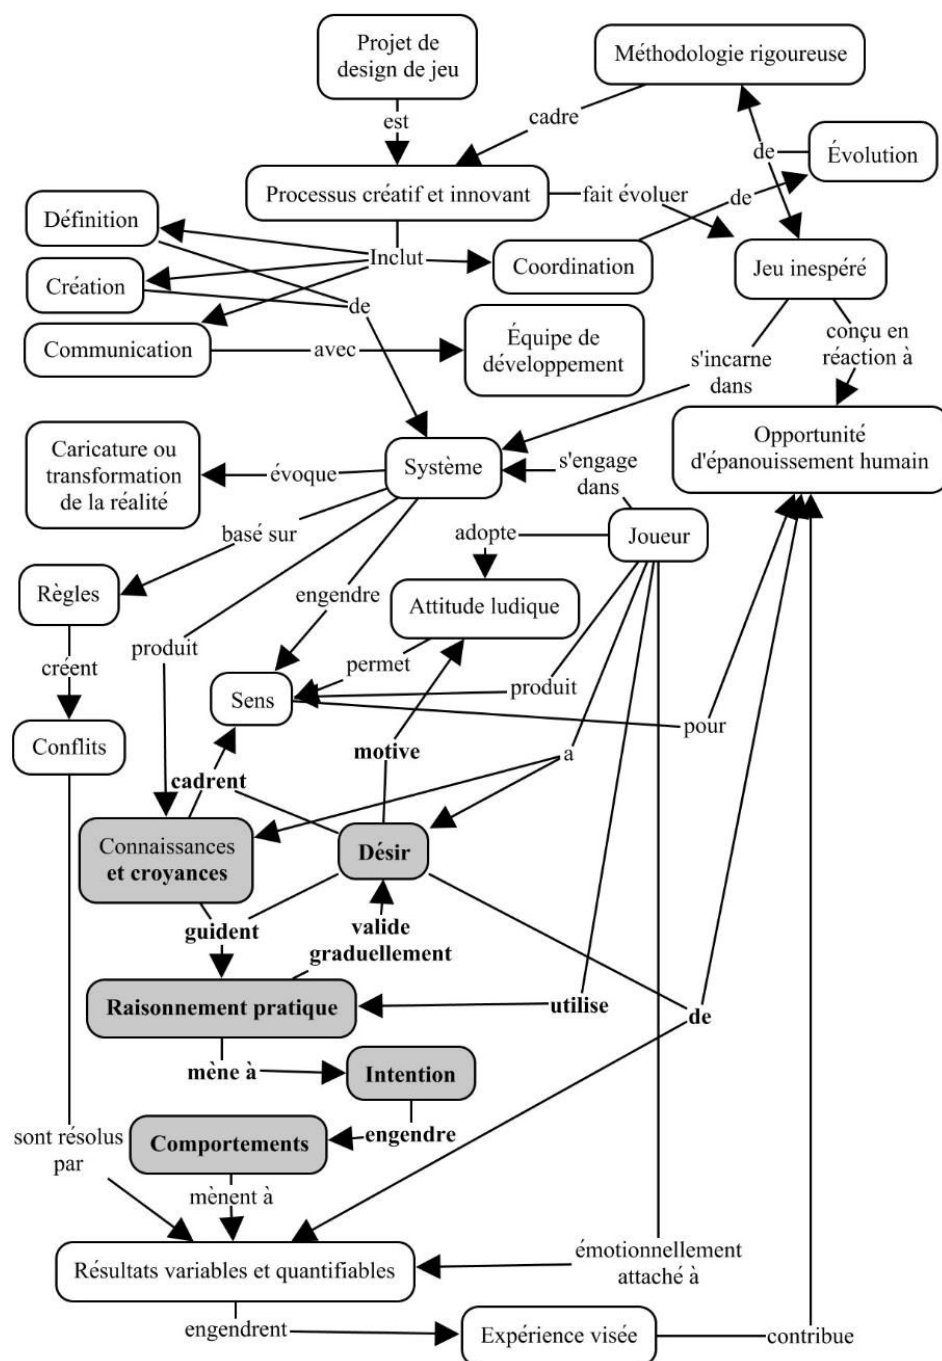 Projet de
design de jeu
Méthodologie rigoureuse
est
cadre
de
Évolution
Processus créatif et innovant
fait évoluer
de
Définition
Inclut
Coordination
Jeu inespéré
Création
de
Communication
avec
Équipe de
développement
s'incarne
dans
conçu en
réaction à
Caricature ou
transformation
de la réalité
évoque
Système
s'engage
dans
Opportunité
d'épanouissement humain
basé sur
adopte
Joueur
Règles
engendre
Attitude ludique
créent
produit
permet
Sens
produit
pour
Conflits
motive
a
cadrent
Connaissances
et croyances
Désir
guident
valide
graduellement
Raisonnement pratique
utilise
de
mène à
Intention
sont résolus
par
Comportements
engendre
mènent à
Résultats variables et quantifiables
émotionnellement
attaché à
engendrent
Expérience visée
contribue